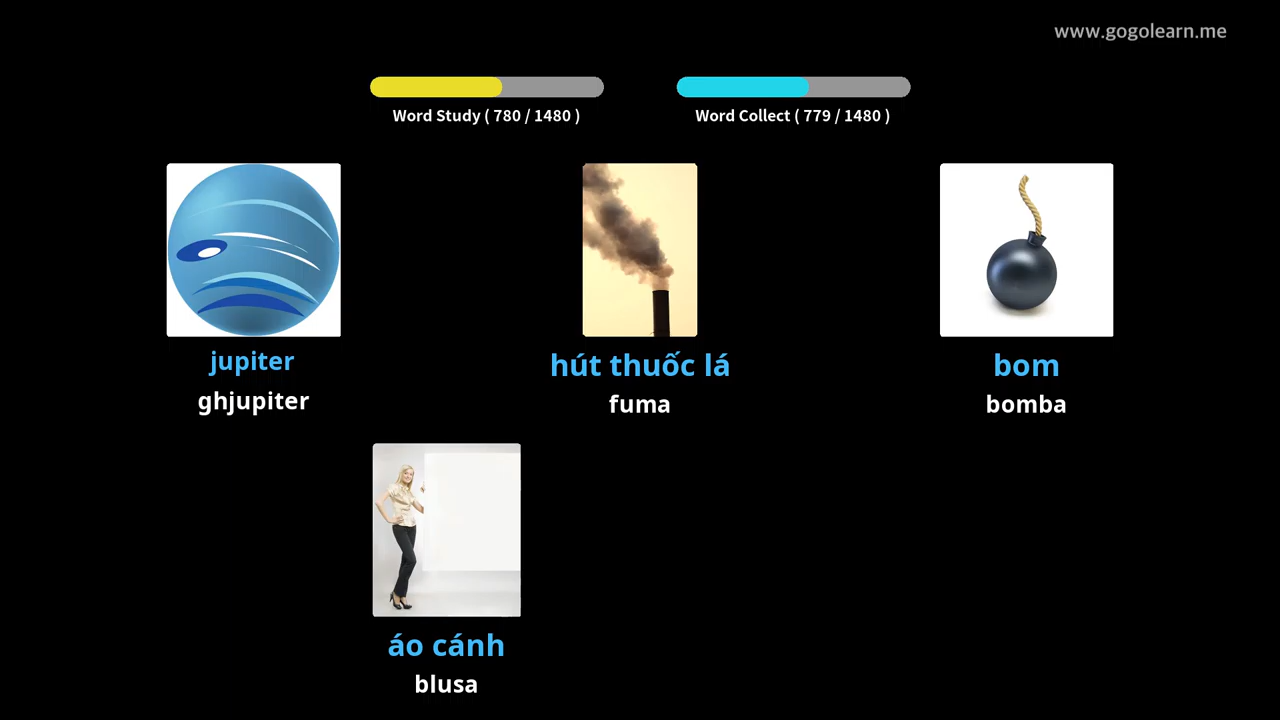 www.gogolearn.me
Word Study ( 780 / 1480 )
Word Collect ( 779 / 1480 )
jupiter
ghjupiter
hút thuốc lá
fuma
bom
bomba
áo cánh
blusa